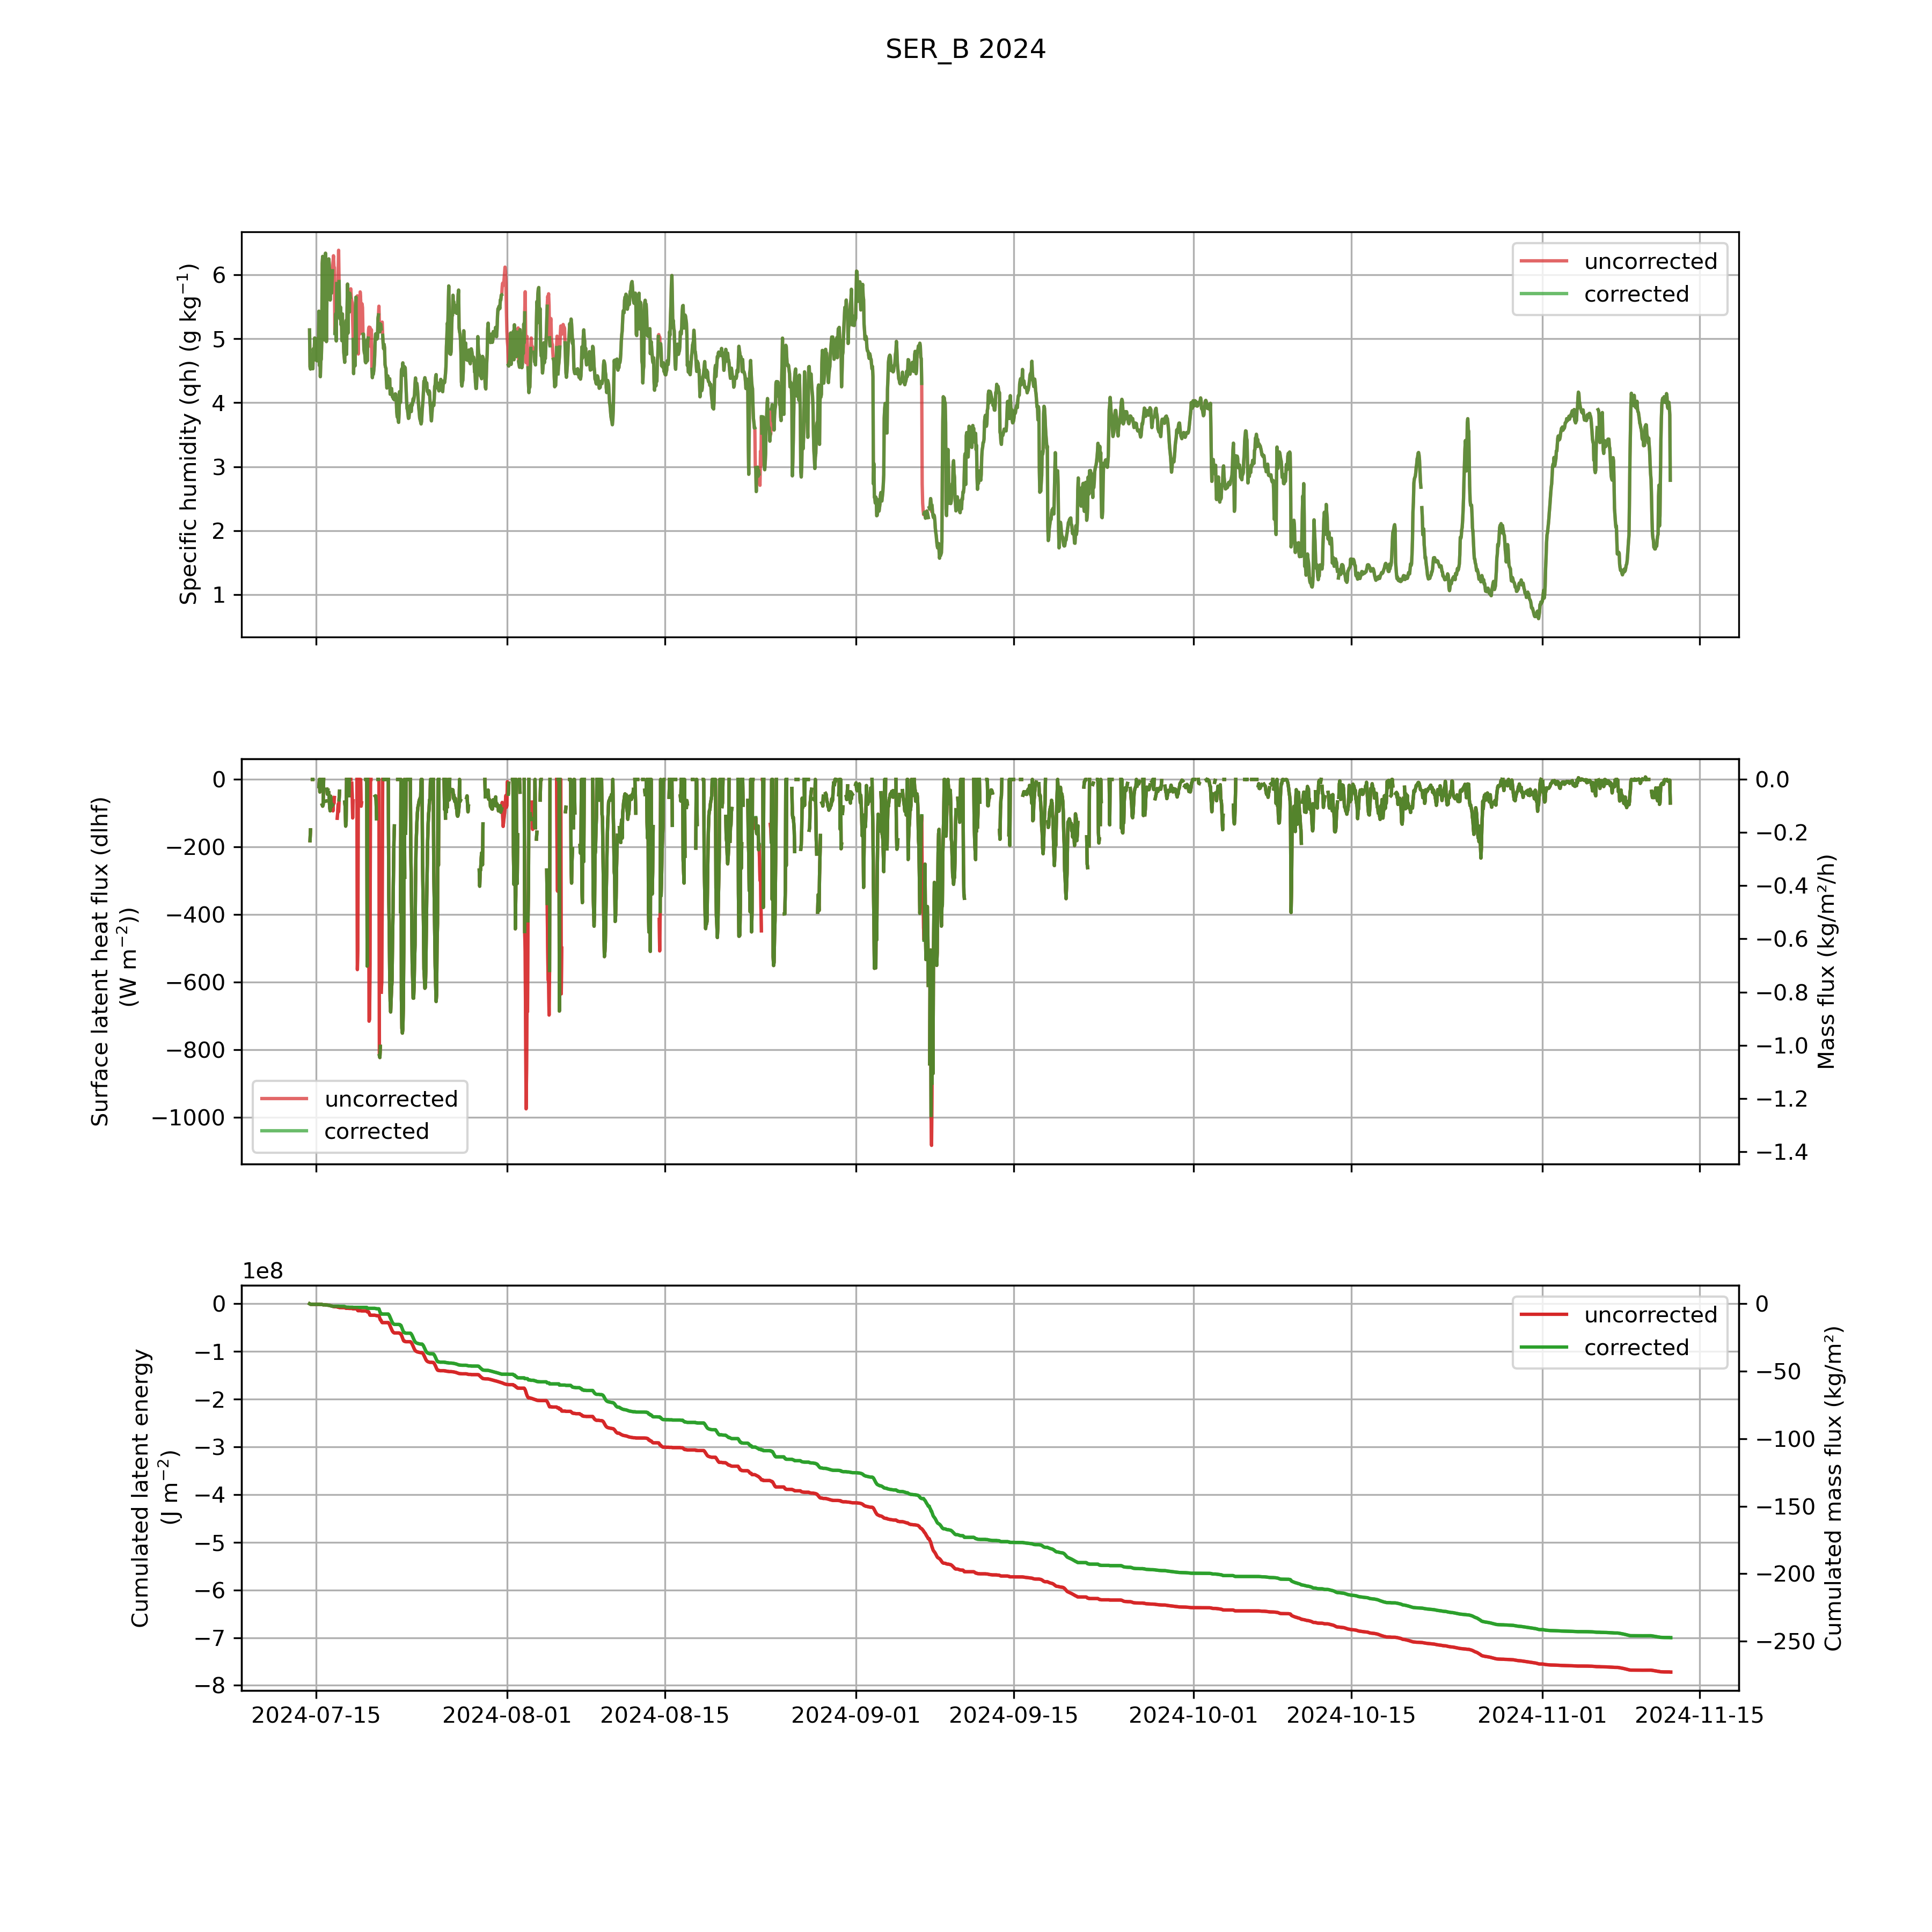 SER_B 2024
Specific humidity (qh) (g kg⁻¹)
6
5
4
3
2
1
uncorrected
corrected
Surface latent heat flux (dlhf)
(W m⁻²))
0
−200
−400
−600
−800
−1000
uncorrected
corrected
0.0
−0.2
−0.4
−0.6
−0.8
−1.0
−1.2
−1.4
Mass flux (kg/m²/h)
1e8
Cumulated latent energy
(J m⁻²)
0
−1
−2
−3
−4
−5
−6
−7
−8
uncorrected
corrected
0
−50
−100
−150
−200
−250
Cumulated mass flux (kg/m²)
2024-07-15 2024-08-01 2024-08-15 2024-09-01 2024-09-15 2024-10-01 2024-10-15 2024-11-01 2024-11-15